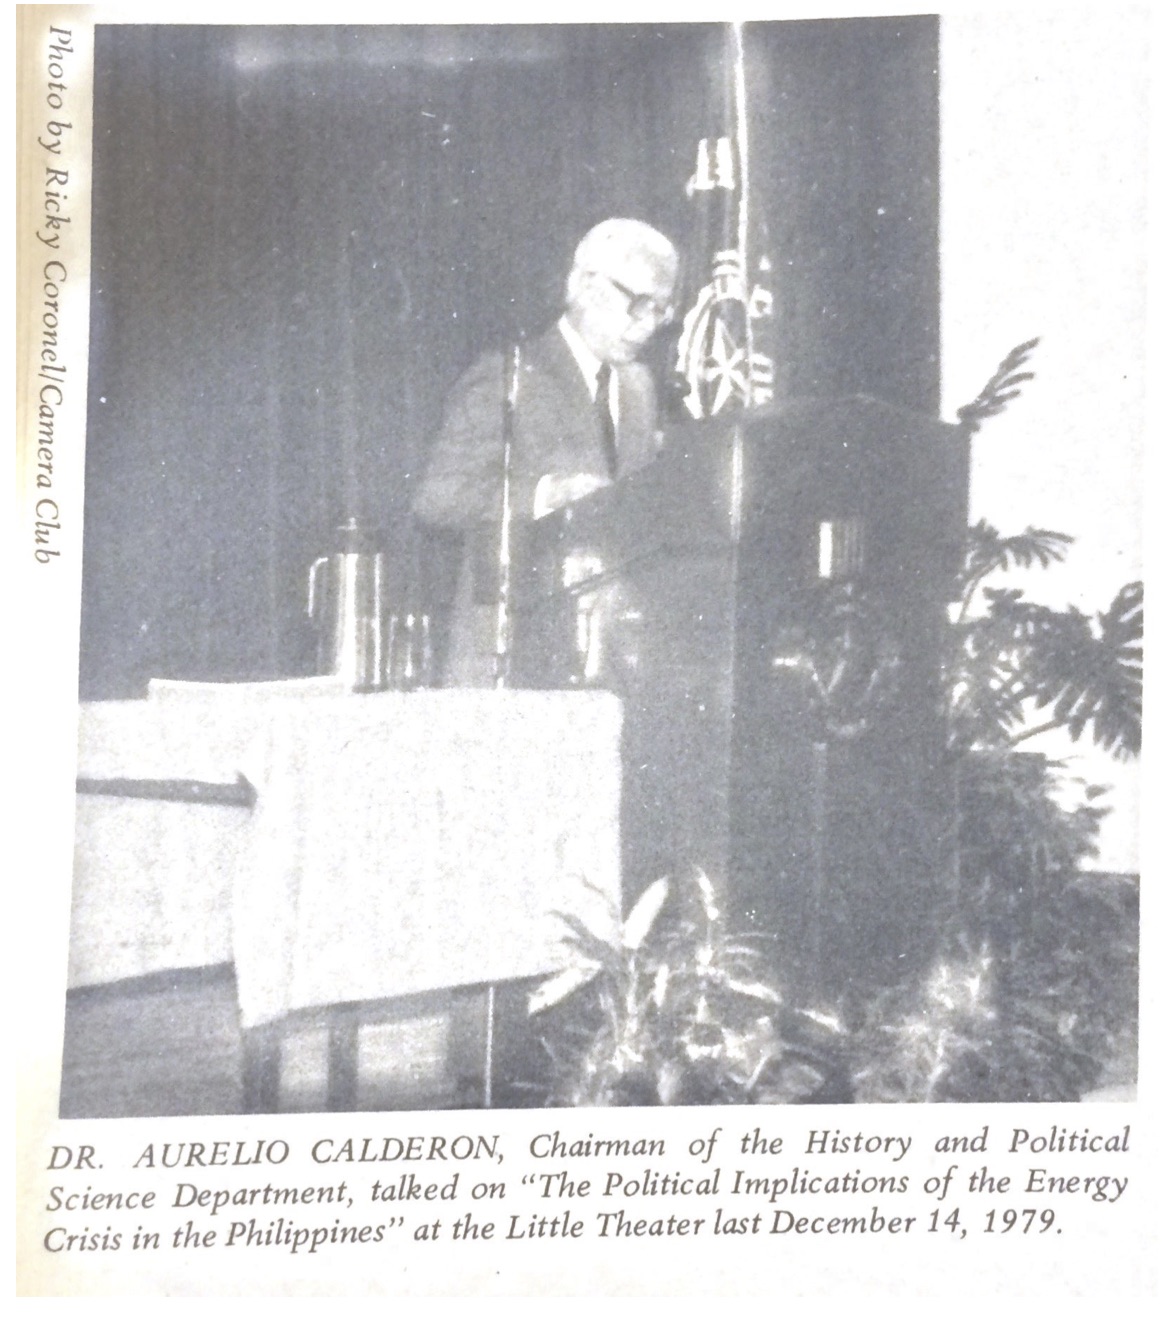 Photo by Ricky Coronel/Camera Club
DR. AURELIO CALDERON, Chairman of the History and Political
Science Department, talked on “The Political Implications of the Energy
Crisis in the Philippines” at the Little Theater last December 14, 1979.